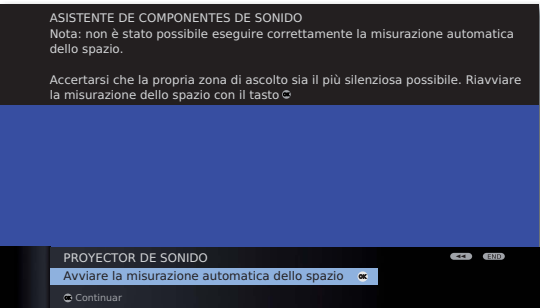 ASISTENTE DE COMPONENTES DE SONIDO
Nota: non è stato possibile eseguire correttamente la misurazione automatica
dello spazio.
Accertarsi che la propria zona di ascolto sia il più silenziosa possibile. Riavviare
la misurazione dello spazio con il tasto OK
PROYECTOR DE SONIDO
END
Avviare la misurazione automatica dello spazio OK
OK Continuar